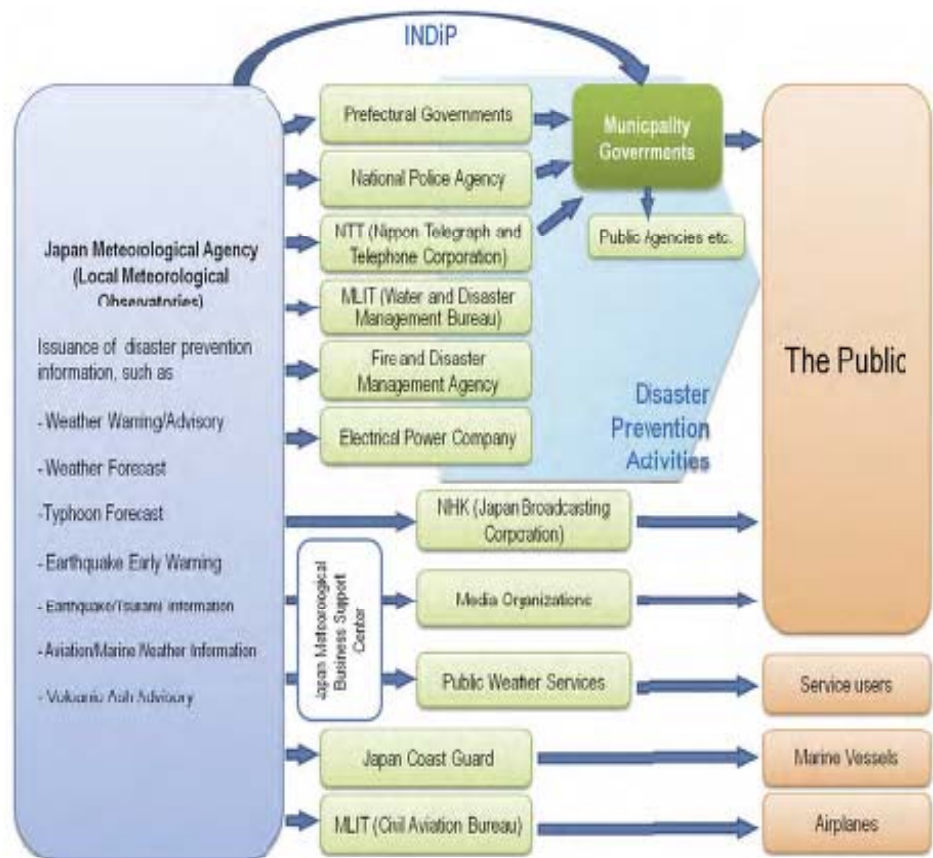 INDiP
Japan Meteorological Agency
(Local Meteorological
Observatories)
Issuance of disaster prevention
information, such as
- Weather Warring/Advisory
- Weather Forecast
-Typhoon Forecast
- Earthquake Early Warning
- Earthquake/Tsunami Information
- Aviation/Marine Weather Information
- Volcanic Ash Advisory
Prefectural Governments
National Police Agency
NTT (Nippon Telegraph and
Telephone Corporation)
MLIT (Water and Disaster
Management Bureau)
Fire and Disaster
Management Agency
Electrical Power Company
Municpality
Goverrments
Public Agencies etc.
Disaster
Prevention
Activities
The Public
NHK (Japan Broadcasting
Corporation)
Japan Meteorological
Business Support
Center
Media Organizations
Public Weather Services
Service users
Japan Coast Guard
Marine Vessels
MLIT (Civil Aviation Bureau)
Airplanes